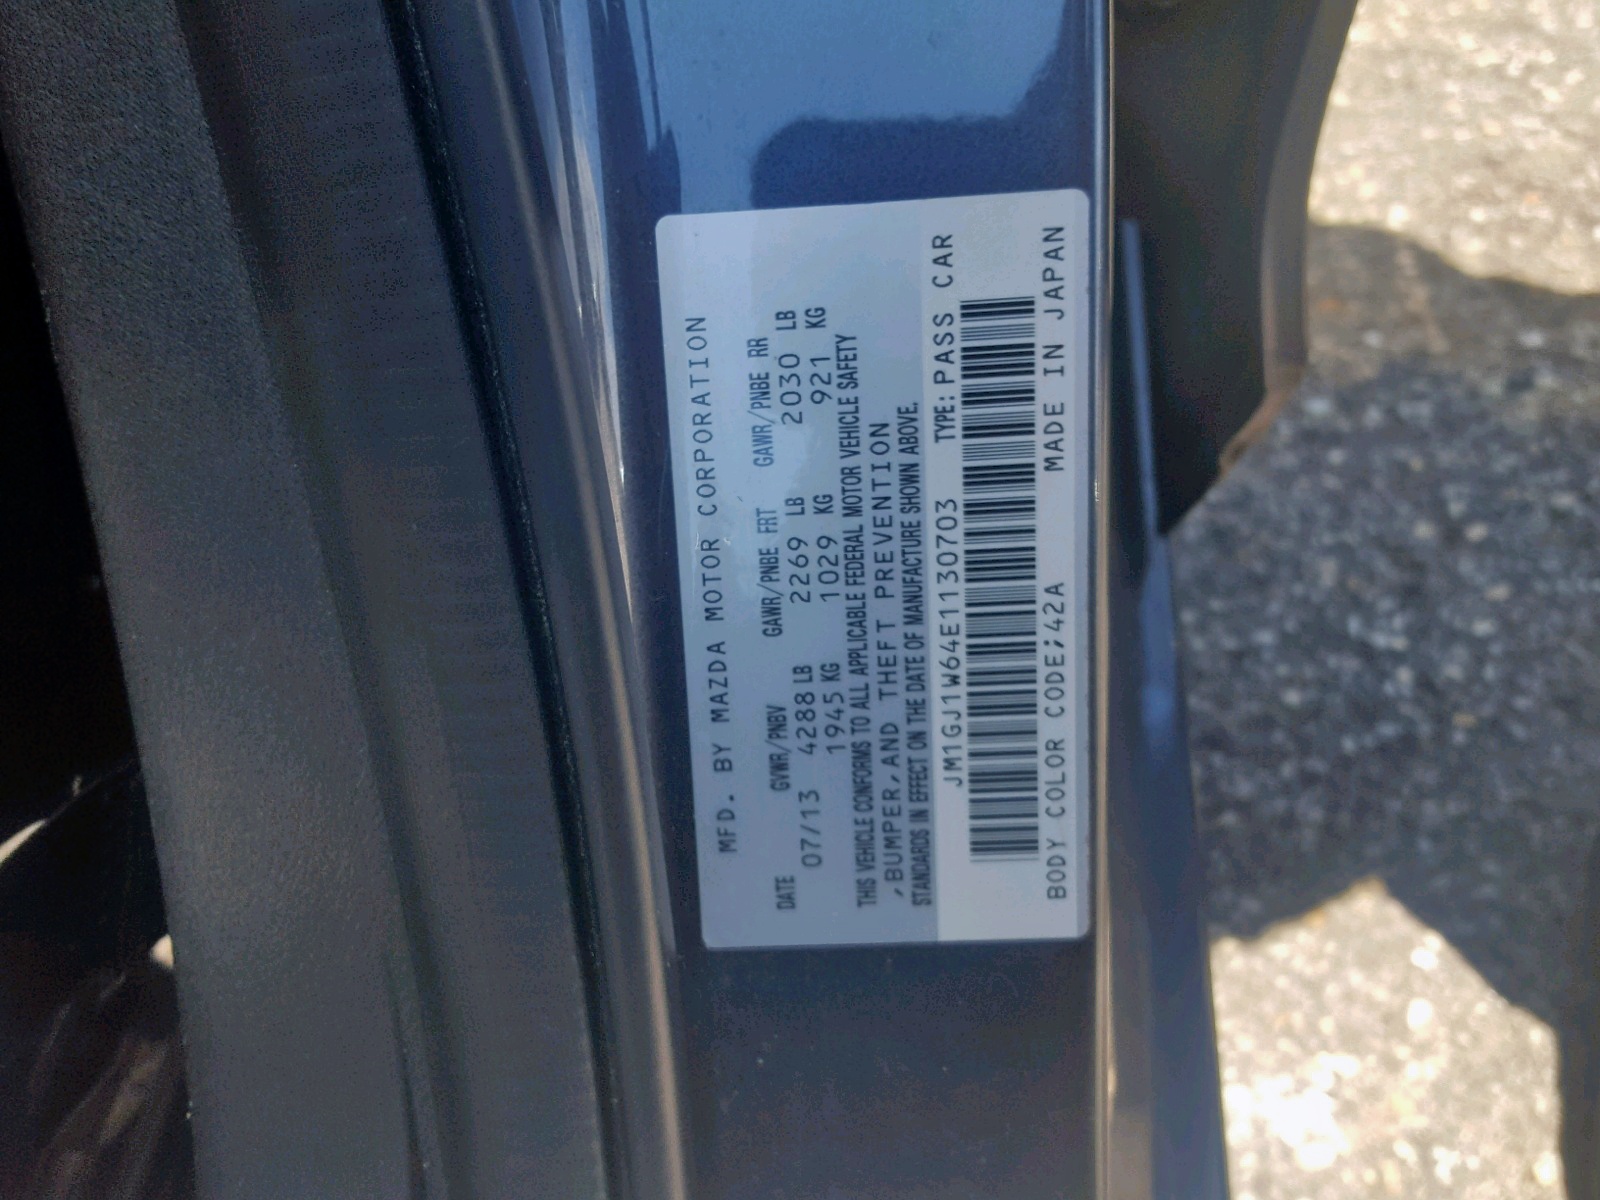 MFD. BY MAZDA MOTOR CORPORATION
DATE GVWR/PNBV GAWR/PNBE FRT GAWR/PNBE RR
07/13 4288 LB 2269 LB 2030 LB
1945 KG 1029 KG 921 KG
THIS VEHICLE CONFORMS TO ALL APPLICABLE FEDERAL MOTOR VEHICLE SAFETY
,BUMPER,AND THEFT PREVENTION
STANDARDS IN EFFECT ON THE DATE OF MANUFACTURE SHOWN ABOVE.
JM1GJ1W64E1130703 TYPE: PASS CAR
BODY COLOR CODE;42A MADE IN JAPAN